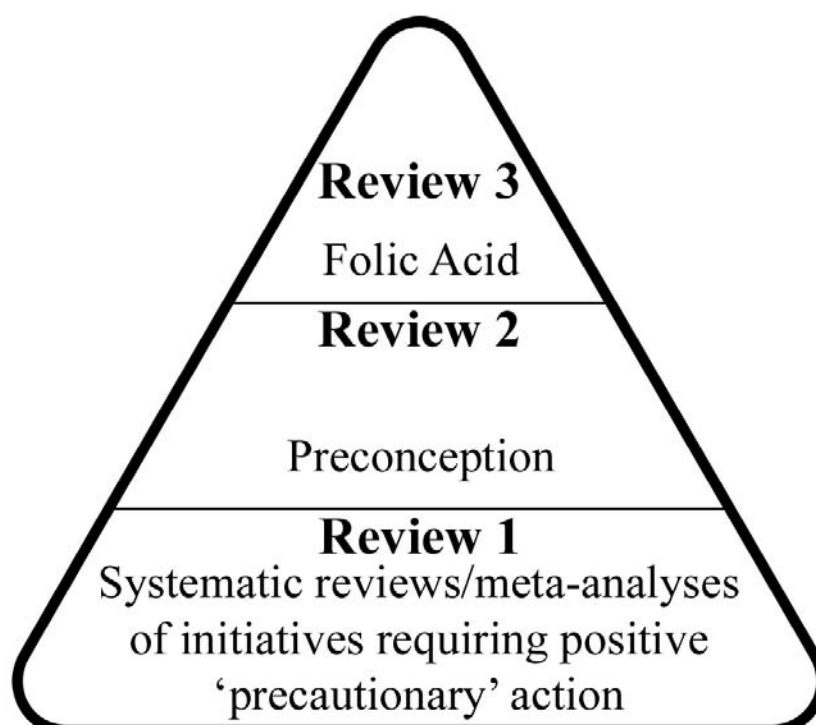 Review 3
Folic Acid
Review 2
Preconception
Review 1
Systematic reviews/meta-analyses
of initiatives requiring positive
‘precautionary’ action